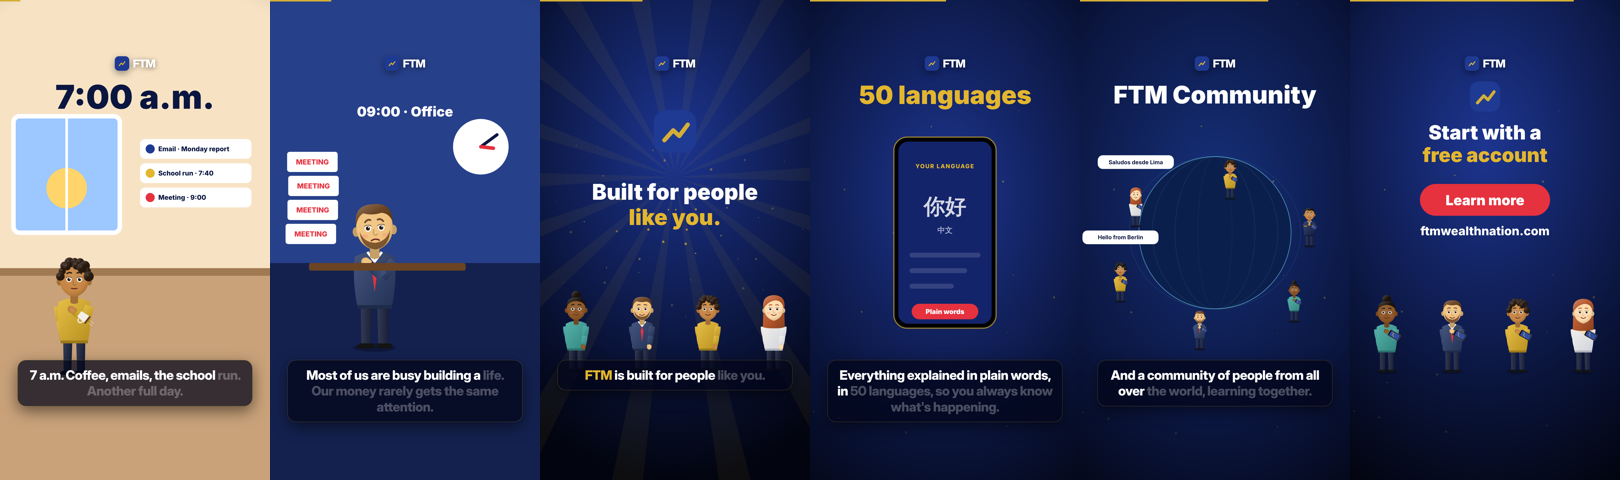 FTM
7:00 a.m.
Email · Monday report
School run · 7:40
Meeting · 9:00
7 a.m. Coffee, emails, the school run.
Another full day.
FTM
09:00 · Office
MEETING
MEETING
MEETING
MEETING
Most of us are busy building a life.
Our money rarely gets the same
attention.
FTM
Built for people
like you.
FTM is built for people like you.
FTM
50 languages
YOUR LANGUAGE
你好
中文
Plain words
Everything explained in plain words,
in 50 languages, so you always know
what's happening.
FTM
FTM Community
Saludos desde Lima
Hello from Berlin
And a community of people from all
over the world, learning together.
FTM
Start with a
free account
Learn more
ftmwealthnation.com